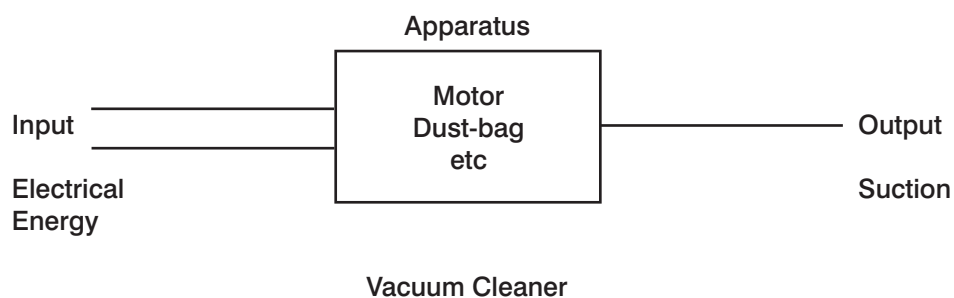 Apparatus
Motor
Dust-bag
etc
Input
Output
Electrical
Energy
Suction
Vacuum Cleaner